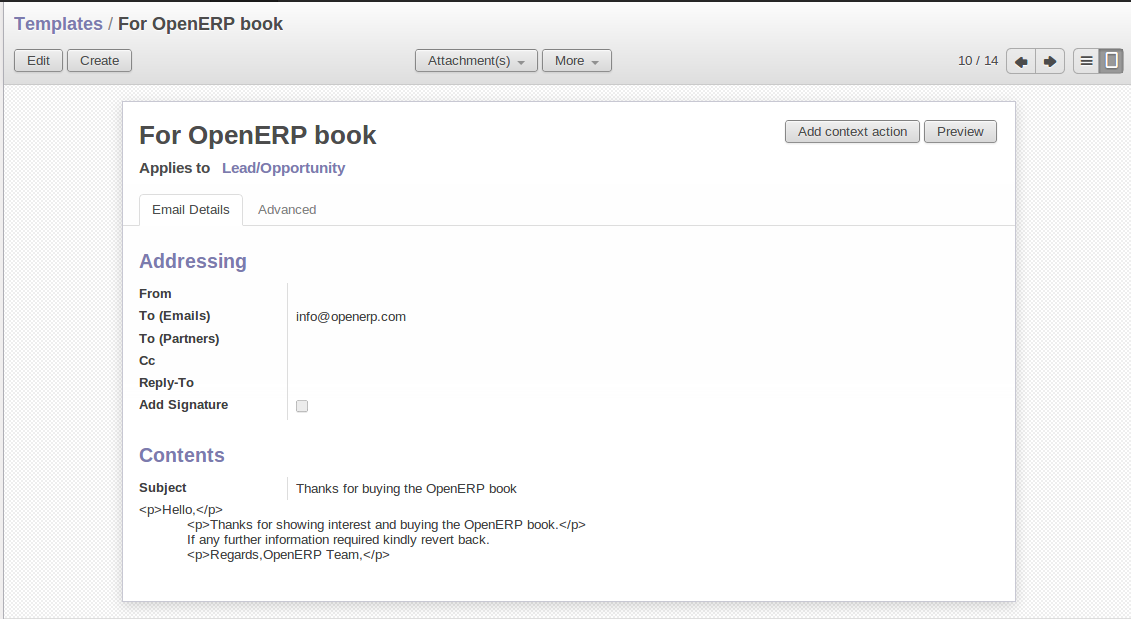 Templates / For OpenERP book
Edit Create Attachment(s) More 10 / 14
For OpenERP book
Add context action Preview
Applies to Lead/Opportunity
Email Details Advanced
Addressing
From
To (Emails) info@openerp.com
To (Partners)
Cc
Reply-To
Add Signature
Contents
Subject Thanks for buying the OpenERP book
<p>Hello,</p>
<p>Thanks for showing interest and buying the OpenERP book.</p>
If any further information required kindly revert back.
<p>Regards,OpenERP Team,</p>